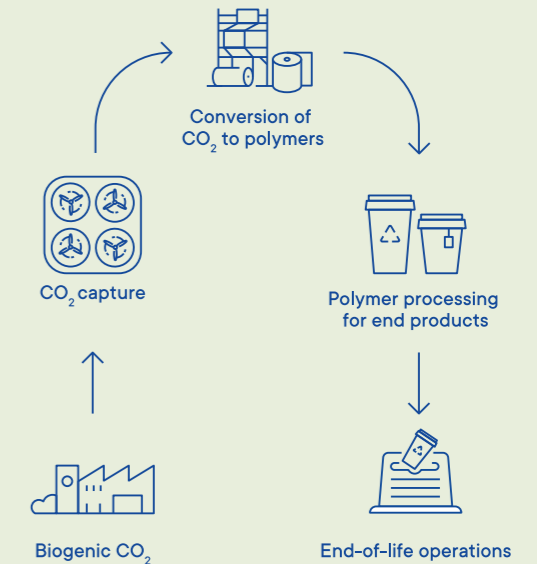 Conversion of
CO₂ to polymers
CO₂ capture
Polymer processing
for end products
Biogenic CO₂
End-of-life operations